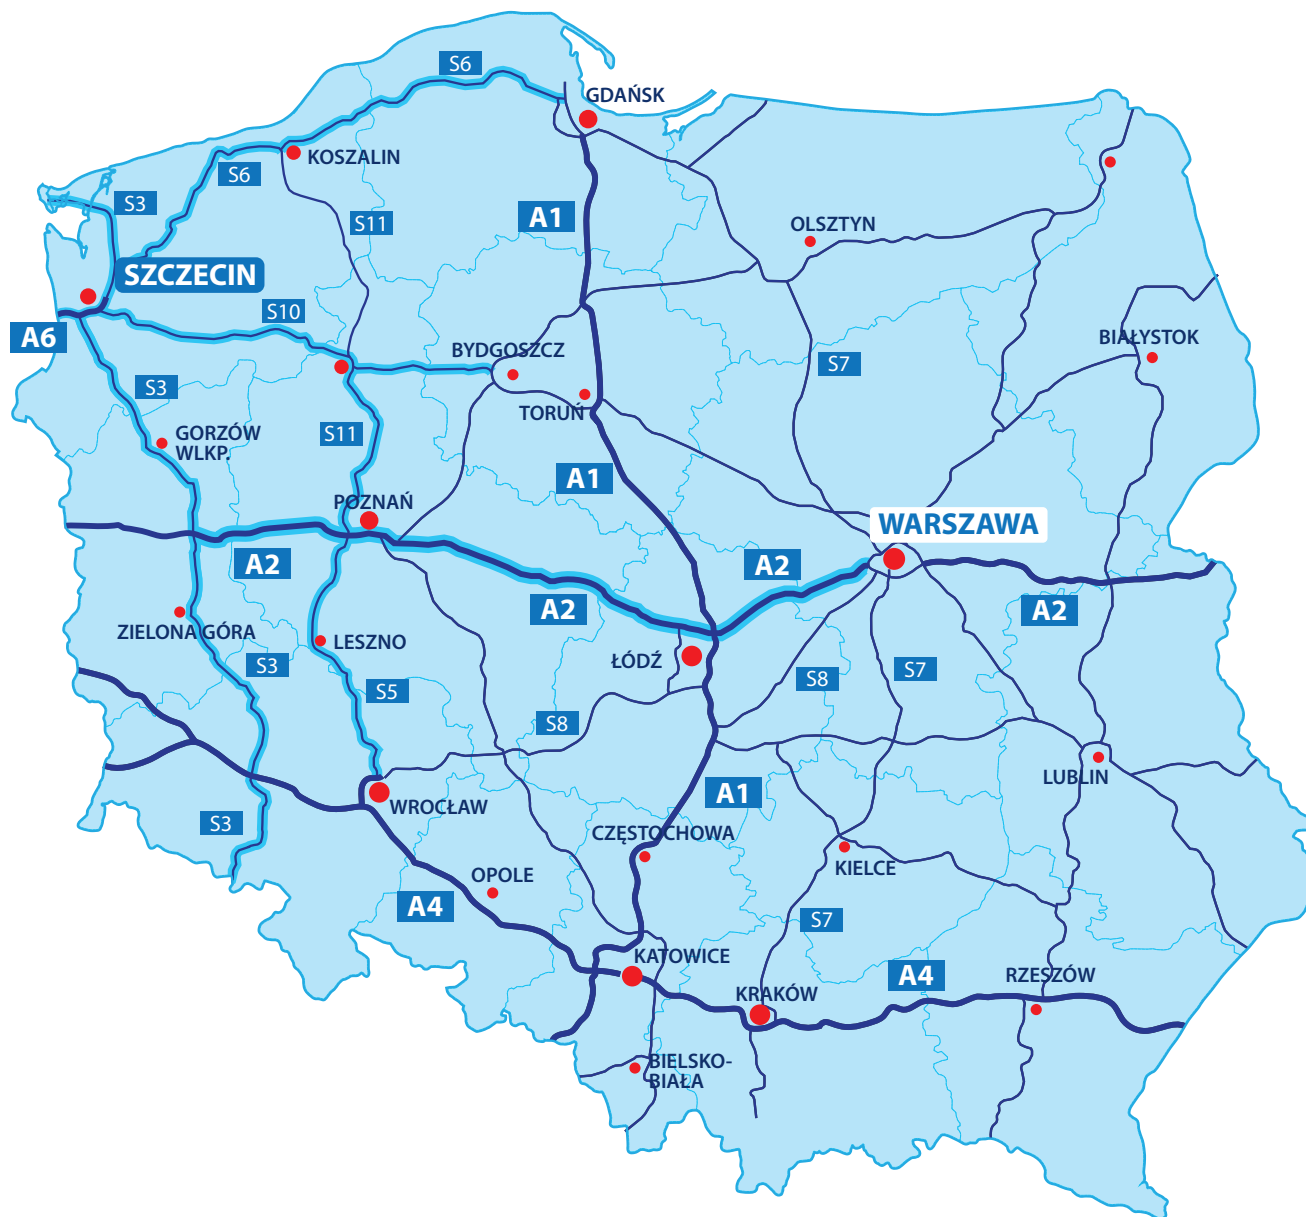 S6
GDAŃSK
KOSZALIN
S6
S3
S11
A1
OLSZTYN
SZCZECIN
S10
A6
BYDGOSZCZ
BIAŁYSTOK
S7
S3
TORUŃ
S11
GORZÓW
WLKP.
A1
POZNAŃ
WARSZAWA
A2
A2
A2
A2
ZIELONA GÓRA
LESZNO
ŁÓDŹ
S3
S5
S8
S7
S8
LUBLIN
A1
WROCŁAW
S3
CZĘSTOCHOWA
KIELCE
OPOLE
A4
S7
KATOWICE
A4
RZESZÓW
KRAKÓW
BIELSKO-
BIAŁA